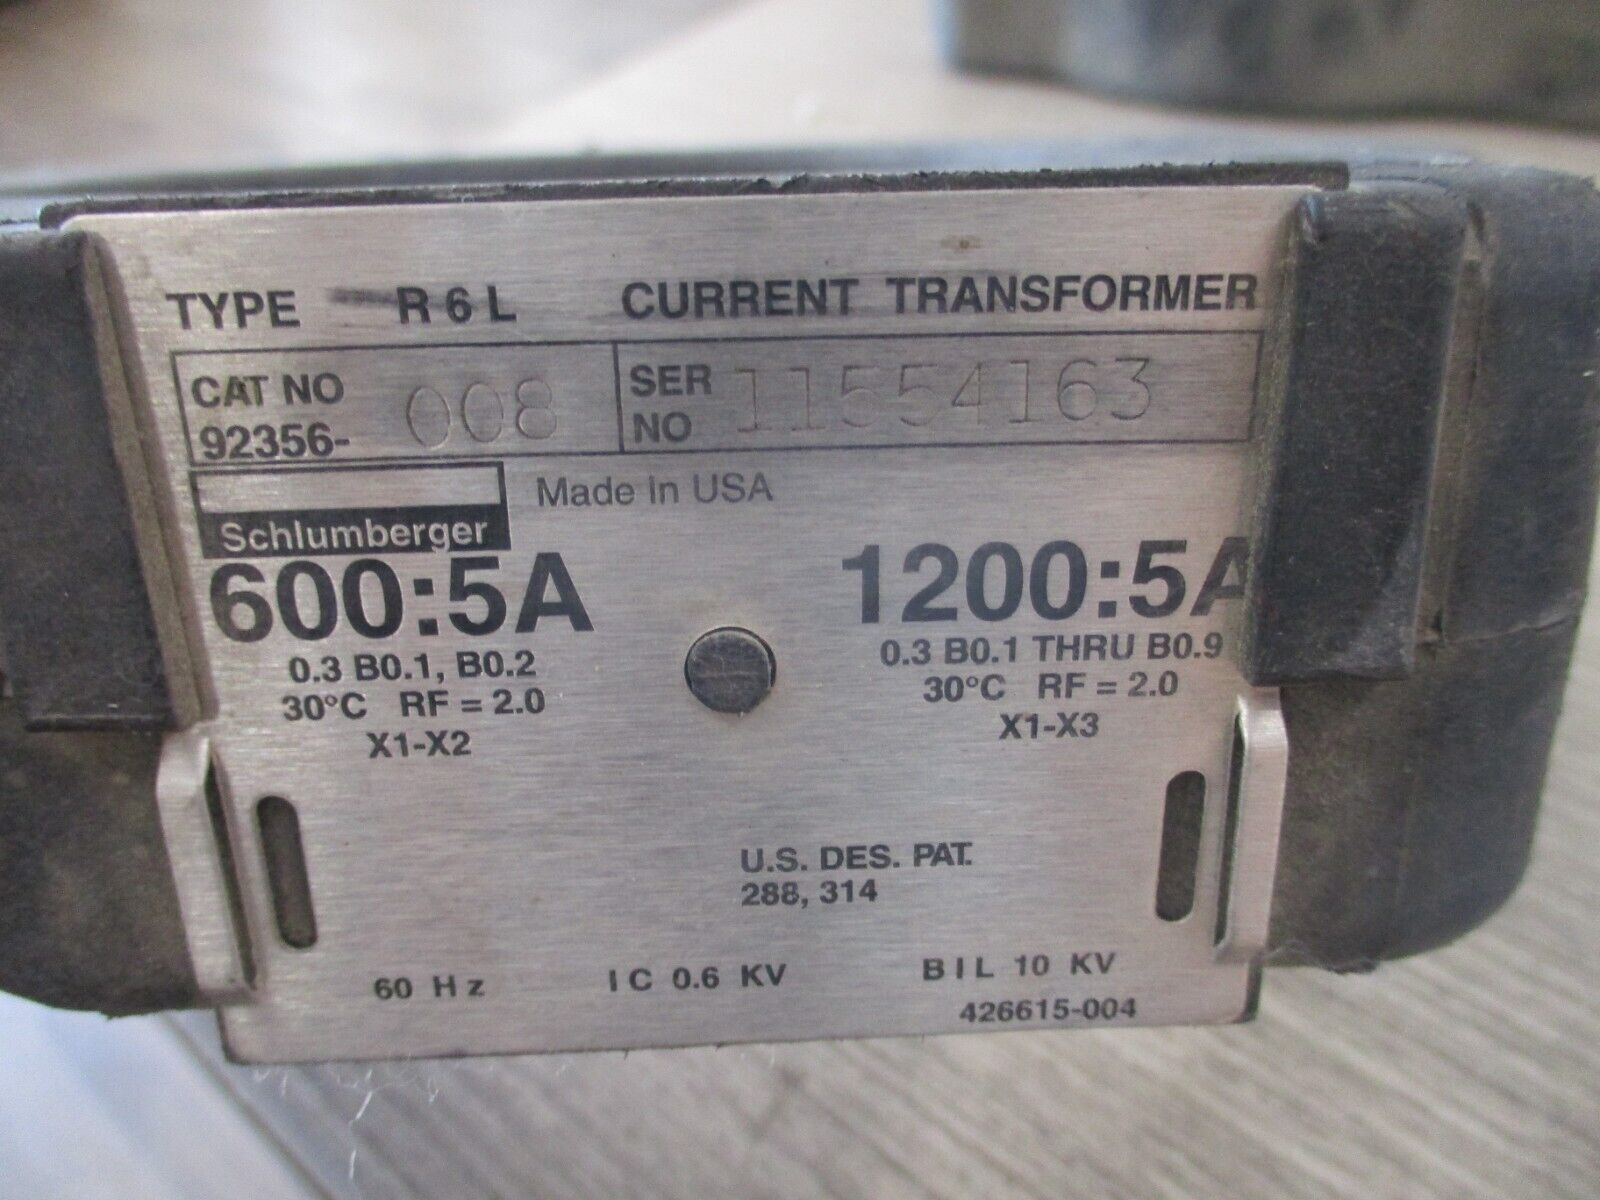 TYPE R6L CURRENT TRANSFORMER
CAT NO 92356- 008 SER NO 11554163
Schlumberger Made In USA
600:5A 1200:5A
0.3 B0.1, B0.2 0.3 B0.1 THRU B0.9
30°C RF = 2.0 30°C RF = 2.0
X1-X2 X1-X3
U.S. DES. PAT.
288, 314
60 Hz IC 0.6 KV BIL 10 KV
426615-004